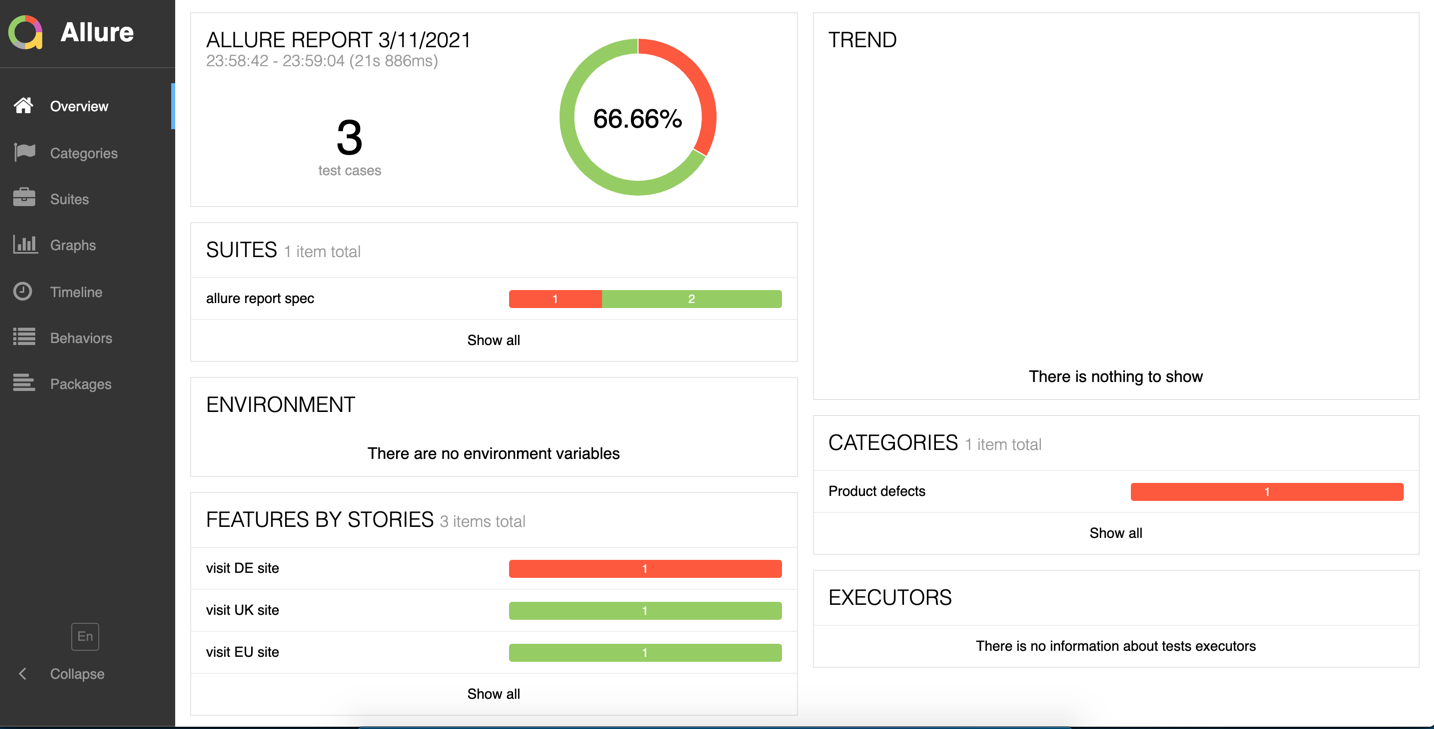 Allure
Overview
Categories
Suites
Graphs
Timeline
Behaviors
Packages
En
Collapse
ALLURE REPORT 3/11/2021
23:58:42 - 23:59:04 (21s 886ms)
3
test cases
66.66%
SUITES 1 item total
allure report spec 1 2
Show all
ENVIRONMENT
There are no environment variables
FEATURES BY STORIES 3 items total
visit DE site 1
visit UK site 1
visit EU site 1
Show all
TREND
There is nothing to show
CATEGORIES 1 item total
Product defects 1
Show all
EXECUTORS
There is no information about tests executors